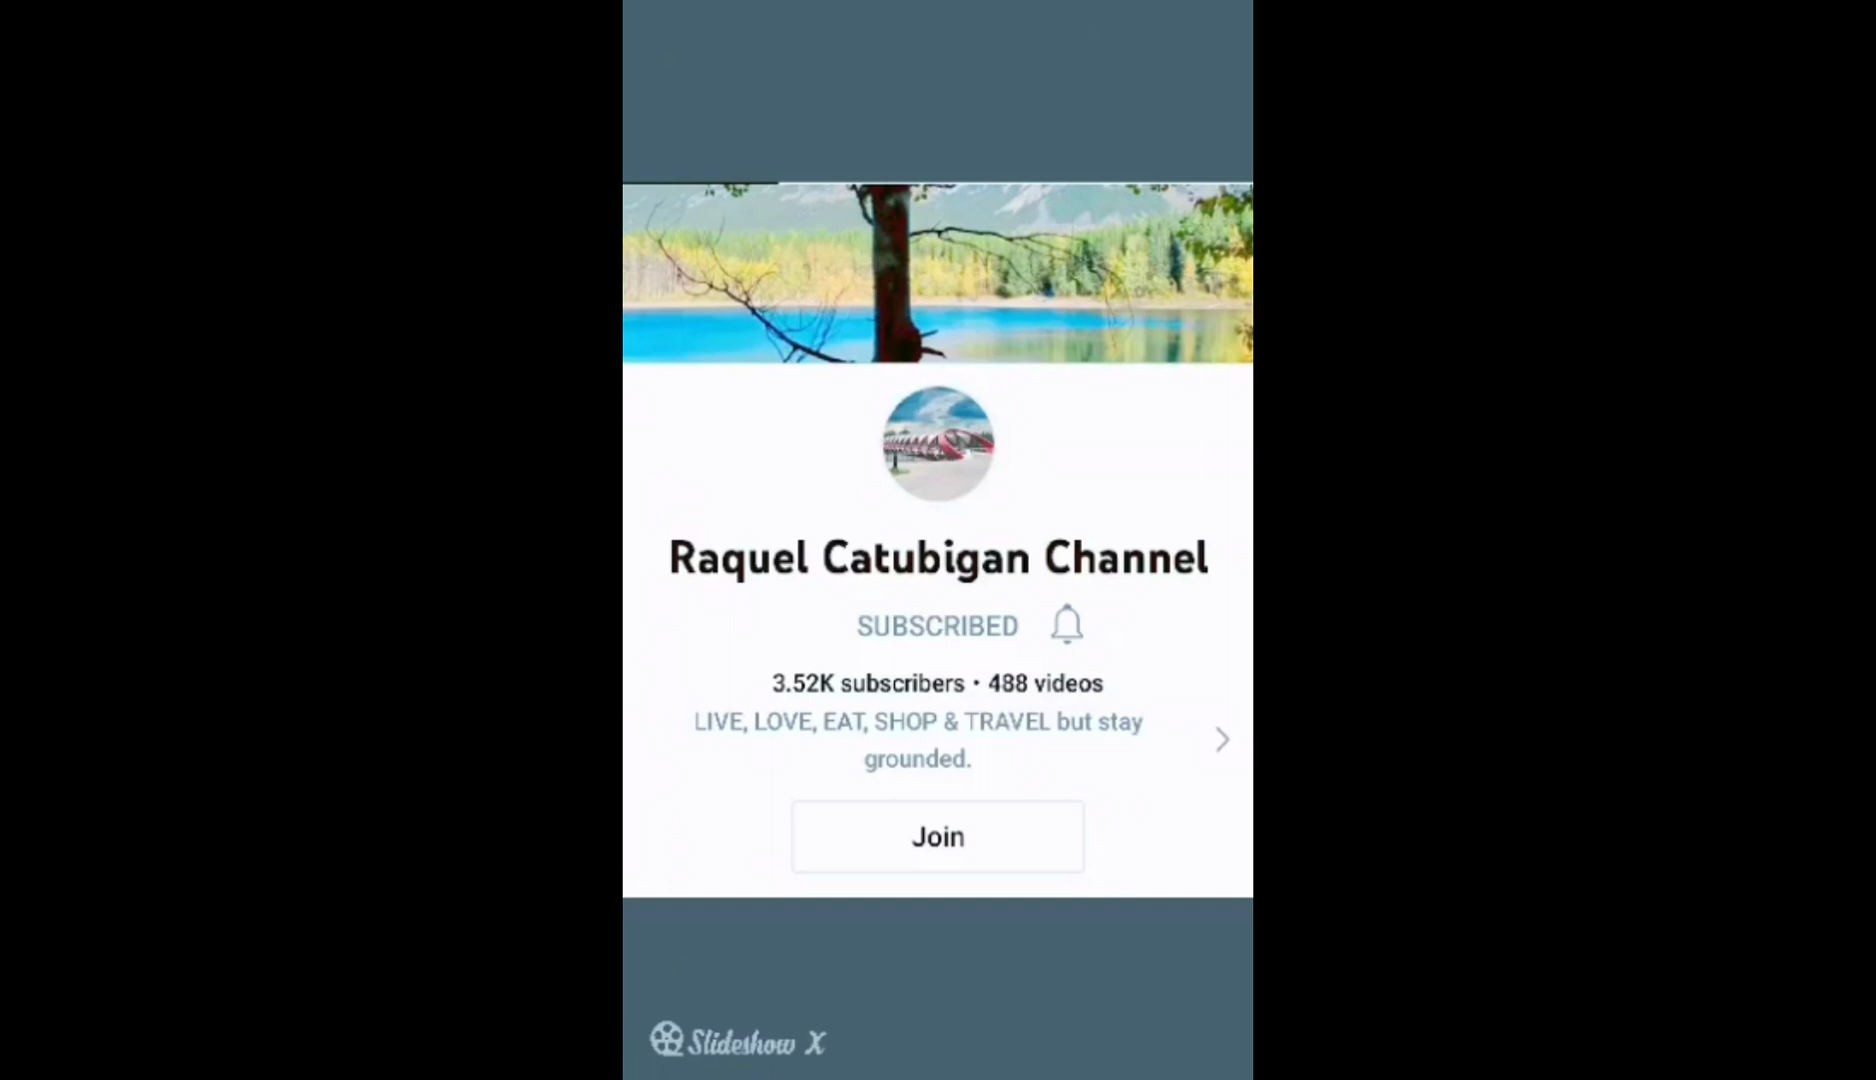 Raquel Catubigan Channel
SUBSCRIBED
3.52K subscribers • 488 videos
LIVE, LOVE, EAT, SHOP & TRAVEL but stay
grounded.
Join
Slideshow X